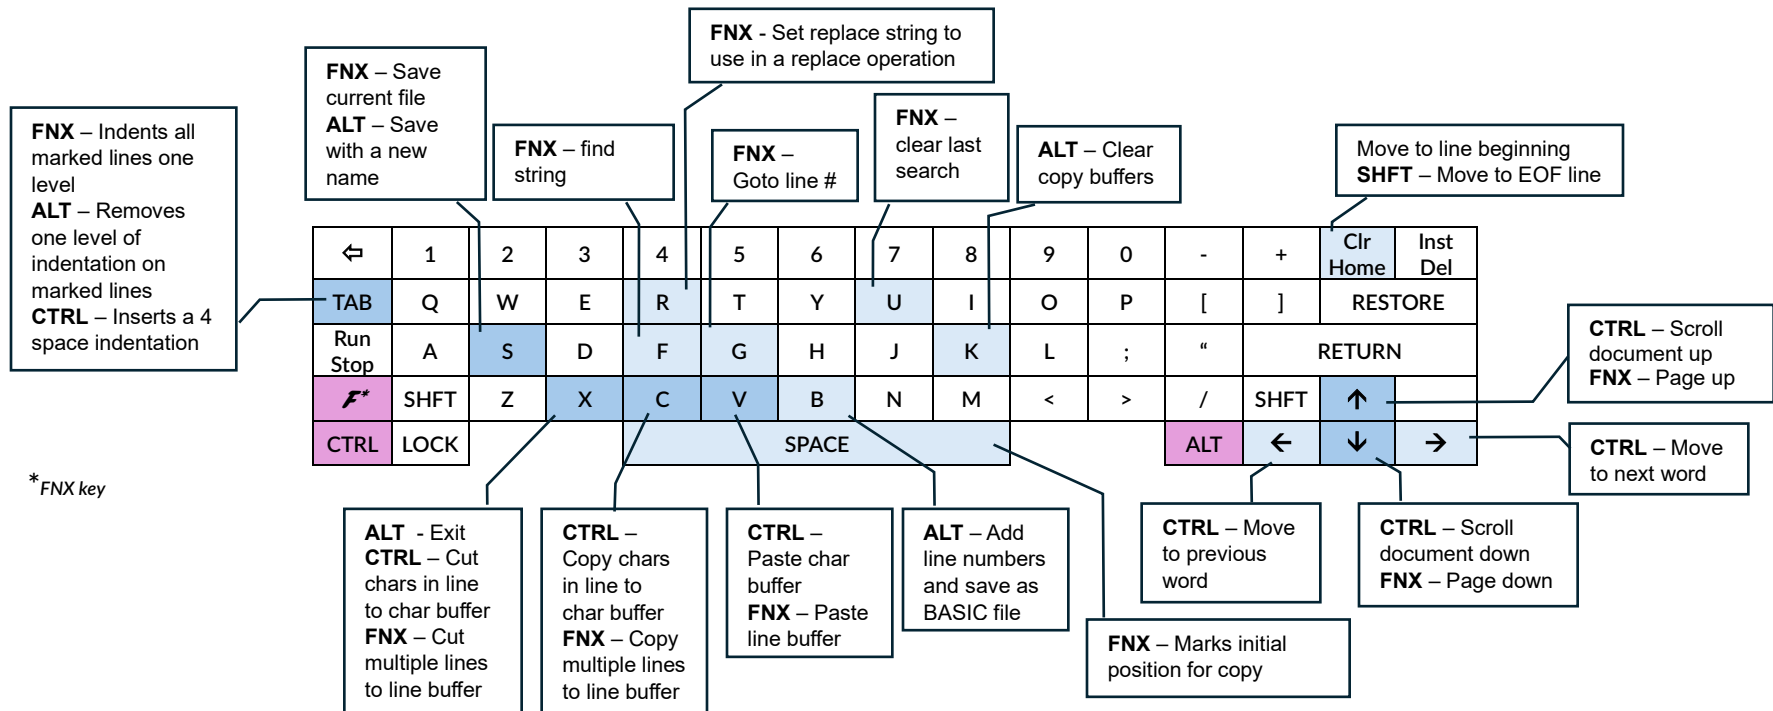 FNX - Set replace string to
use in a replace operation
FNX – Save
current file
ALT – Save
with a new
name
FNX –
clear last
search
FNX – Indents all
marked lines one
level
ALT – Removes
one level of
indentation on
marked lines
CTRL – Inserts a 4
space indentation
FNX – find
string
FNX –
Goto line #
ALT – Clear
copy buffers
Move to line beginning
SHFT – Move to EOF line
⇦ 1 2 3 4 5 6 7 8 9 0 - + Clr Home Inst Del
TAB Q W E R T Y U I O P [ ] RESTORE
Run Stop A S D F G H J K L ; “ RETURN
F* SHFT Z X C V B N M < > / SHFT ↑
CTRL LOCK SPACE ALT ← ↓ →
CTRL – Scroll
document up
FNX – Page up
CTRL – Move
to next word
*FNX key
ALT - Exit
CTRL – Cut
chars in line
to char buffer
FNX – Cut
multiple lines
to line buffer
CTRL –
Copy chars
in line to
char buffer
FNX – Copy
multiple lines
to line buffer
CTRL –
Paste char
buffer
FNX – Paste
line buffer
ALT – Add
line numbers
and save as
BASIC file
FNX – Marks initial
position for copy
CTRL – Move
to previous
word
CTRL – Scroll
document down
FNX – Page down